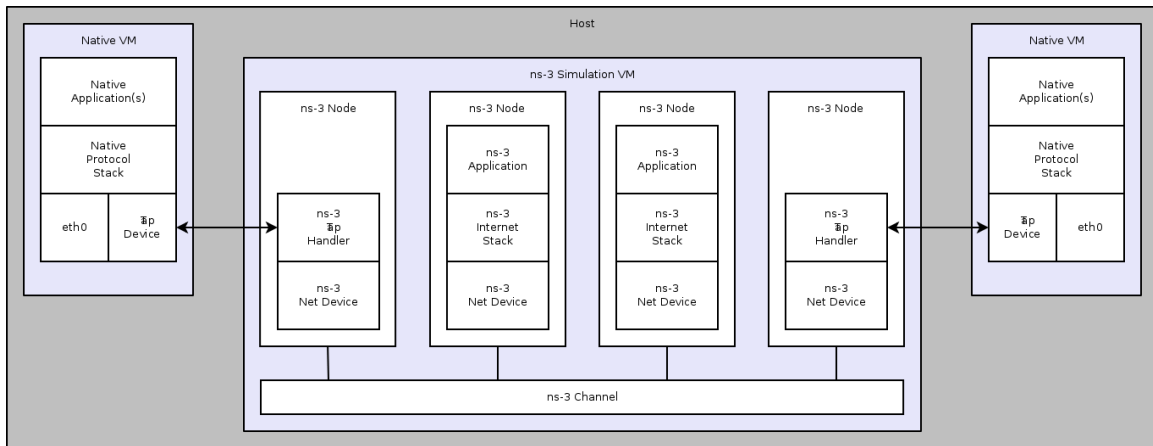 Host
Native VM
Native
Application(s)
Native
Protocol
Stack
eth0
Tap
Device
ns-3 Simulation VM
ns-3 Node
ns-3
Tap
Handler
ns-3
Net Device
ns-3 Node
ns-3
Application
ns-3
Internet
Stack
ns-3
Net Device
ns-3 Node
ns-3
Application
ns-3
Internet
Stack
ns-3
Net Device
ns-3 Node
ns-3
Tap
Handler
ns-3
Net Device
ns-3 Channel
Native VM
Native
Application(s)
Native
Protocol
Stack
Tap
Device
eth0